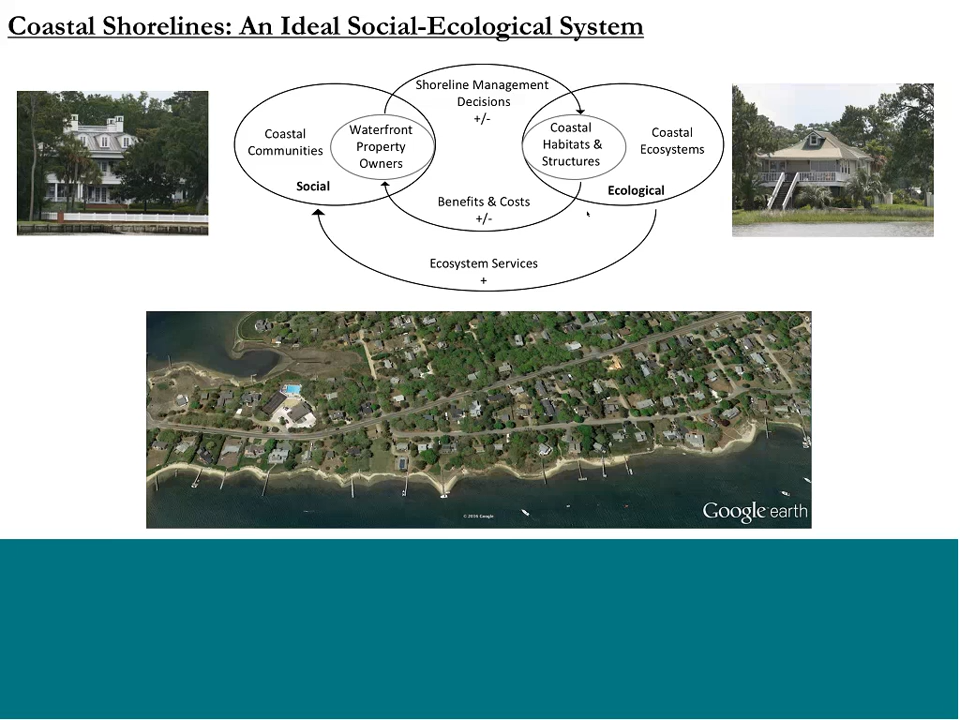 Coastal Shorelines: An Ideal Social-Ecological System
Shoreline Management
Decisions
+/-
Coastal
Communities
Waterfront
Property
Owners
Social
Coastal
Habitats &
Structures
Coastal
Ecosystems
Ecological
Benefits & Costs
+/-
Ecosystem Services
+
Google earth